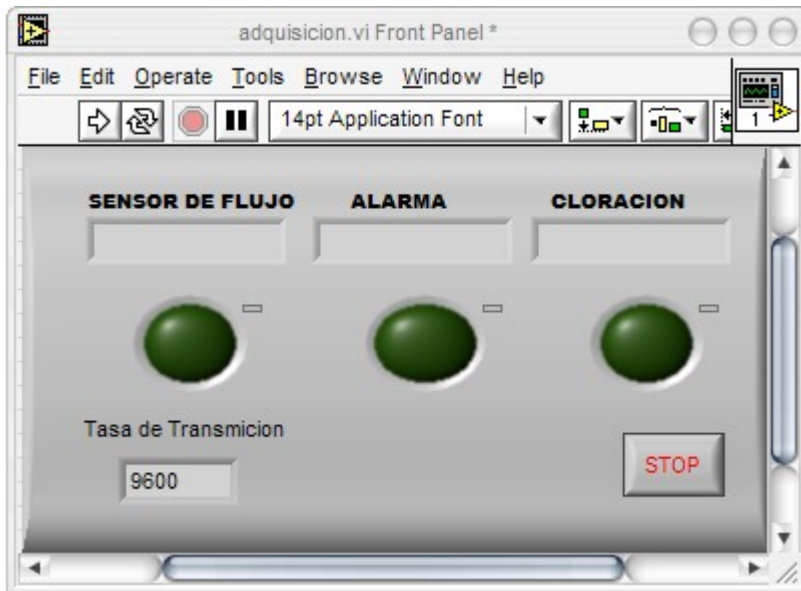 adquisicion.vi Front Panel *
File Edit Operate Tools Browse Window Help
14pt Application Font
1
SENSOR DE FLUJO ALARMA CLORACION
Tasa de Transmicion
9600
STOP